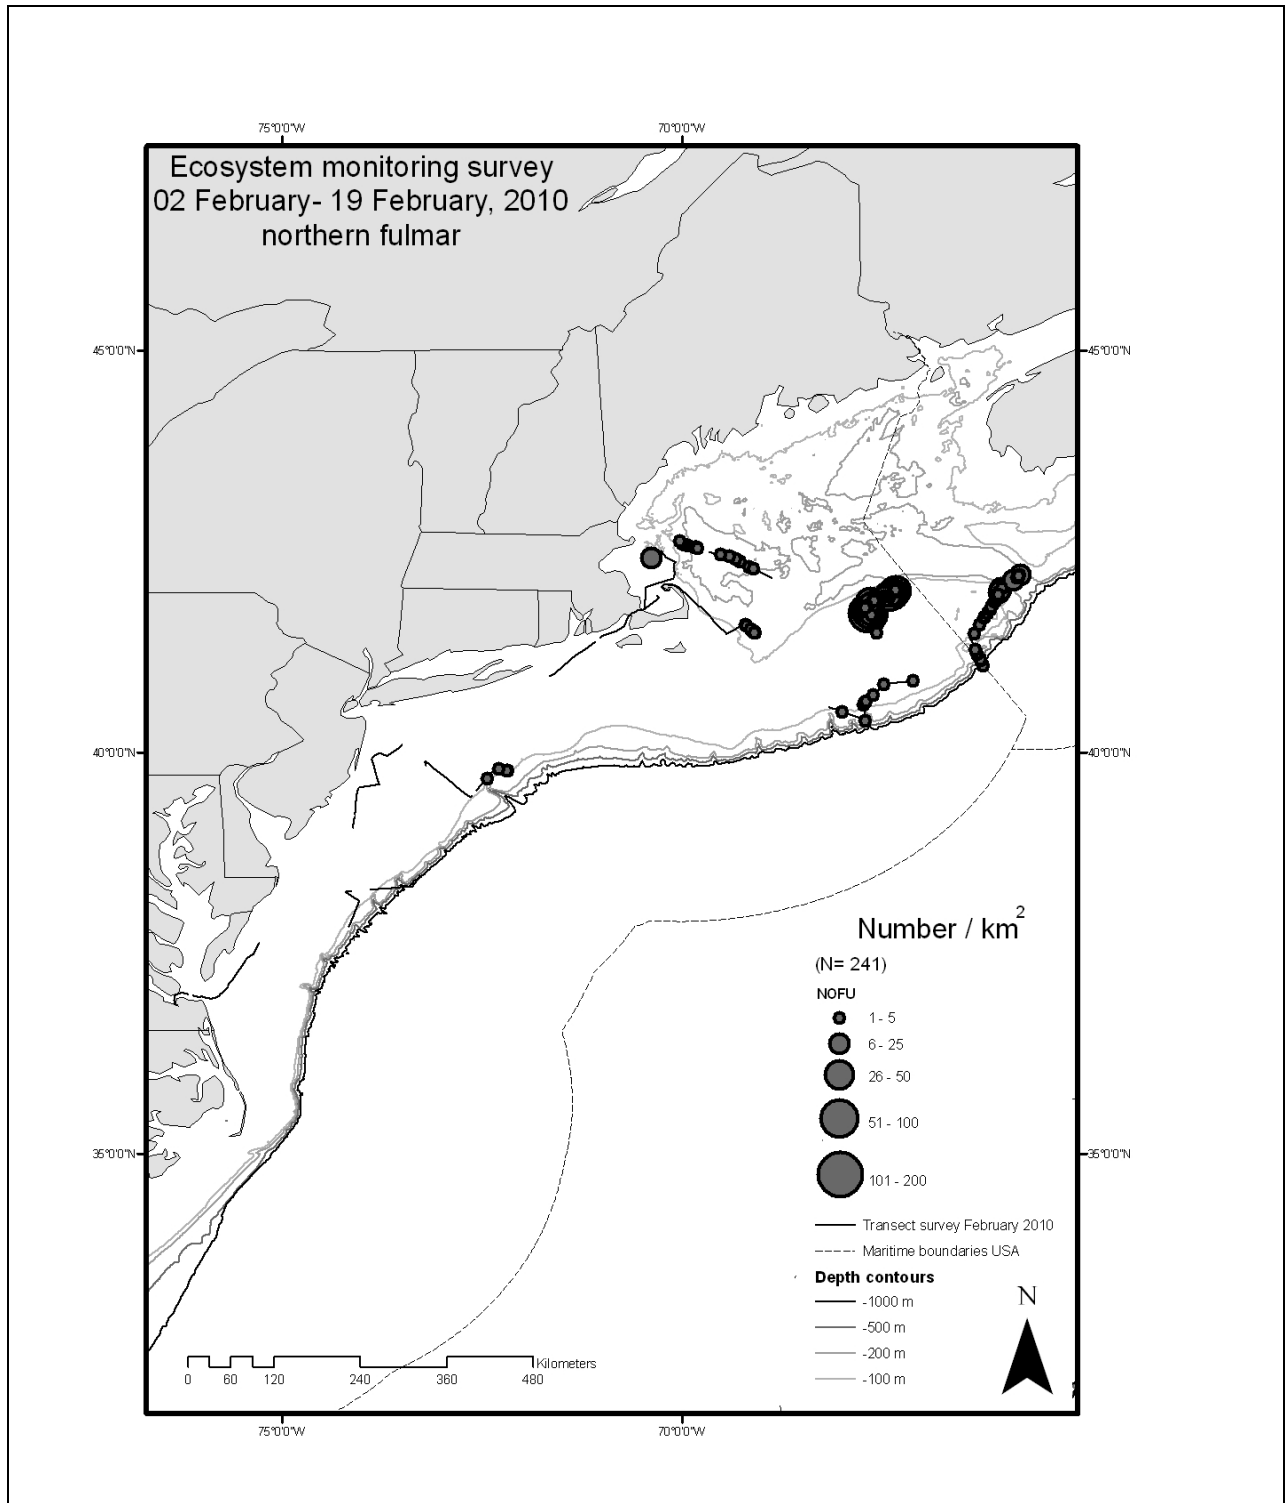 75°0'0"W
70°0'0"W
Ecosystem monitoring survey
02 February- 19 February, 2010
northern fulmar
45°0'0"N
45°0'0"N
40°0'0"N
40°0'0"N
Number / km2
(N= 241)
NOFU
1 - 5
6 - 25
26 - 50
51 - 100
101 - 200
35°0'0"N
35°0'0"N
Transect survey February 2010
Maritime boundaries USA
Depth contours
-1000 m
-500 m
-200 m
-100 m
N
Kilometers
0 60 120 240 360 480
75°0'0"W
70°0'0"W